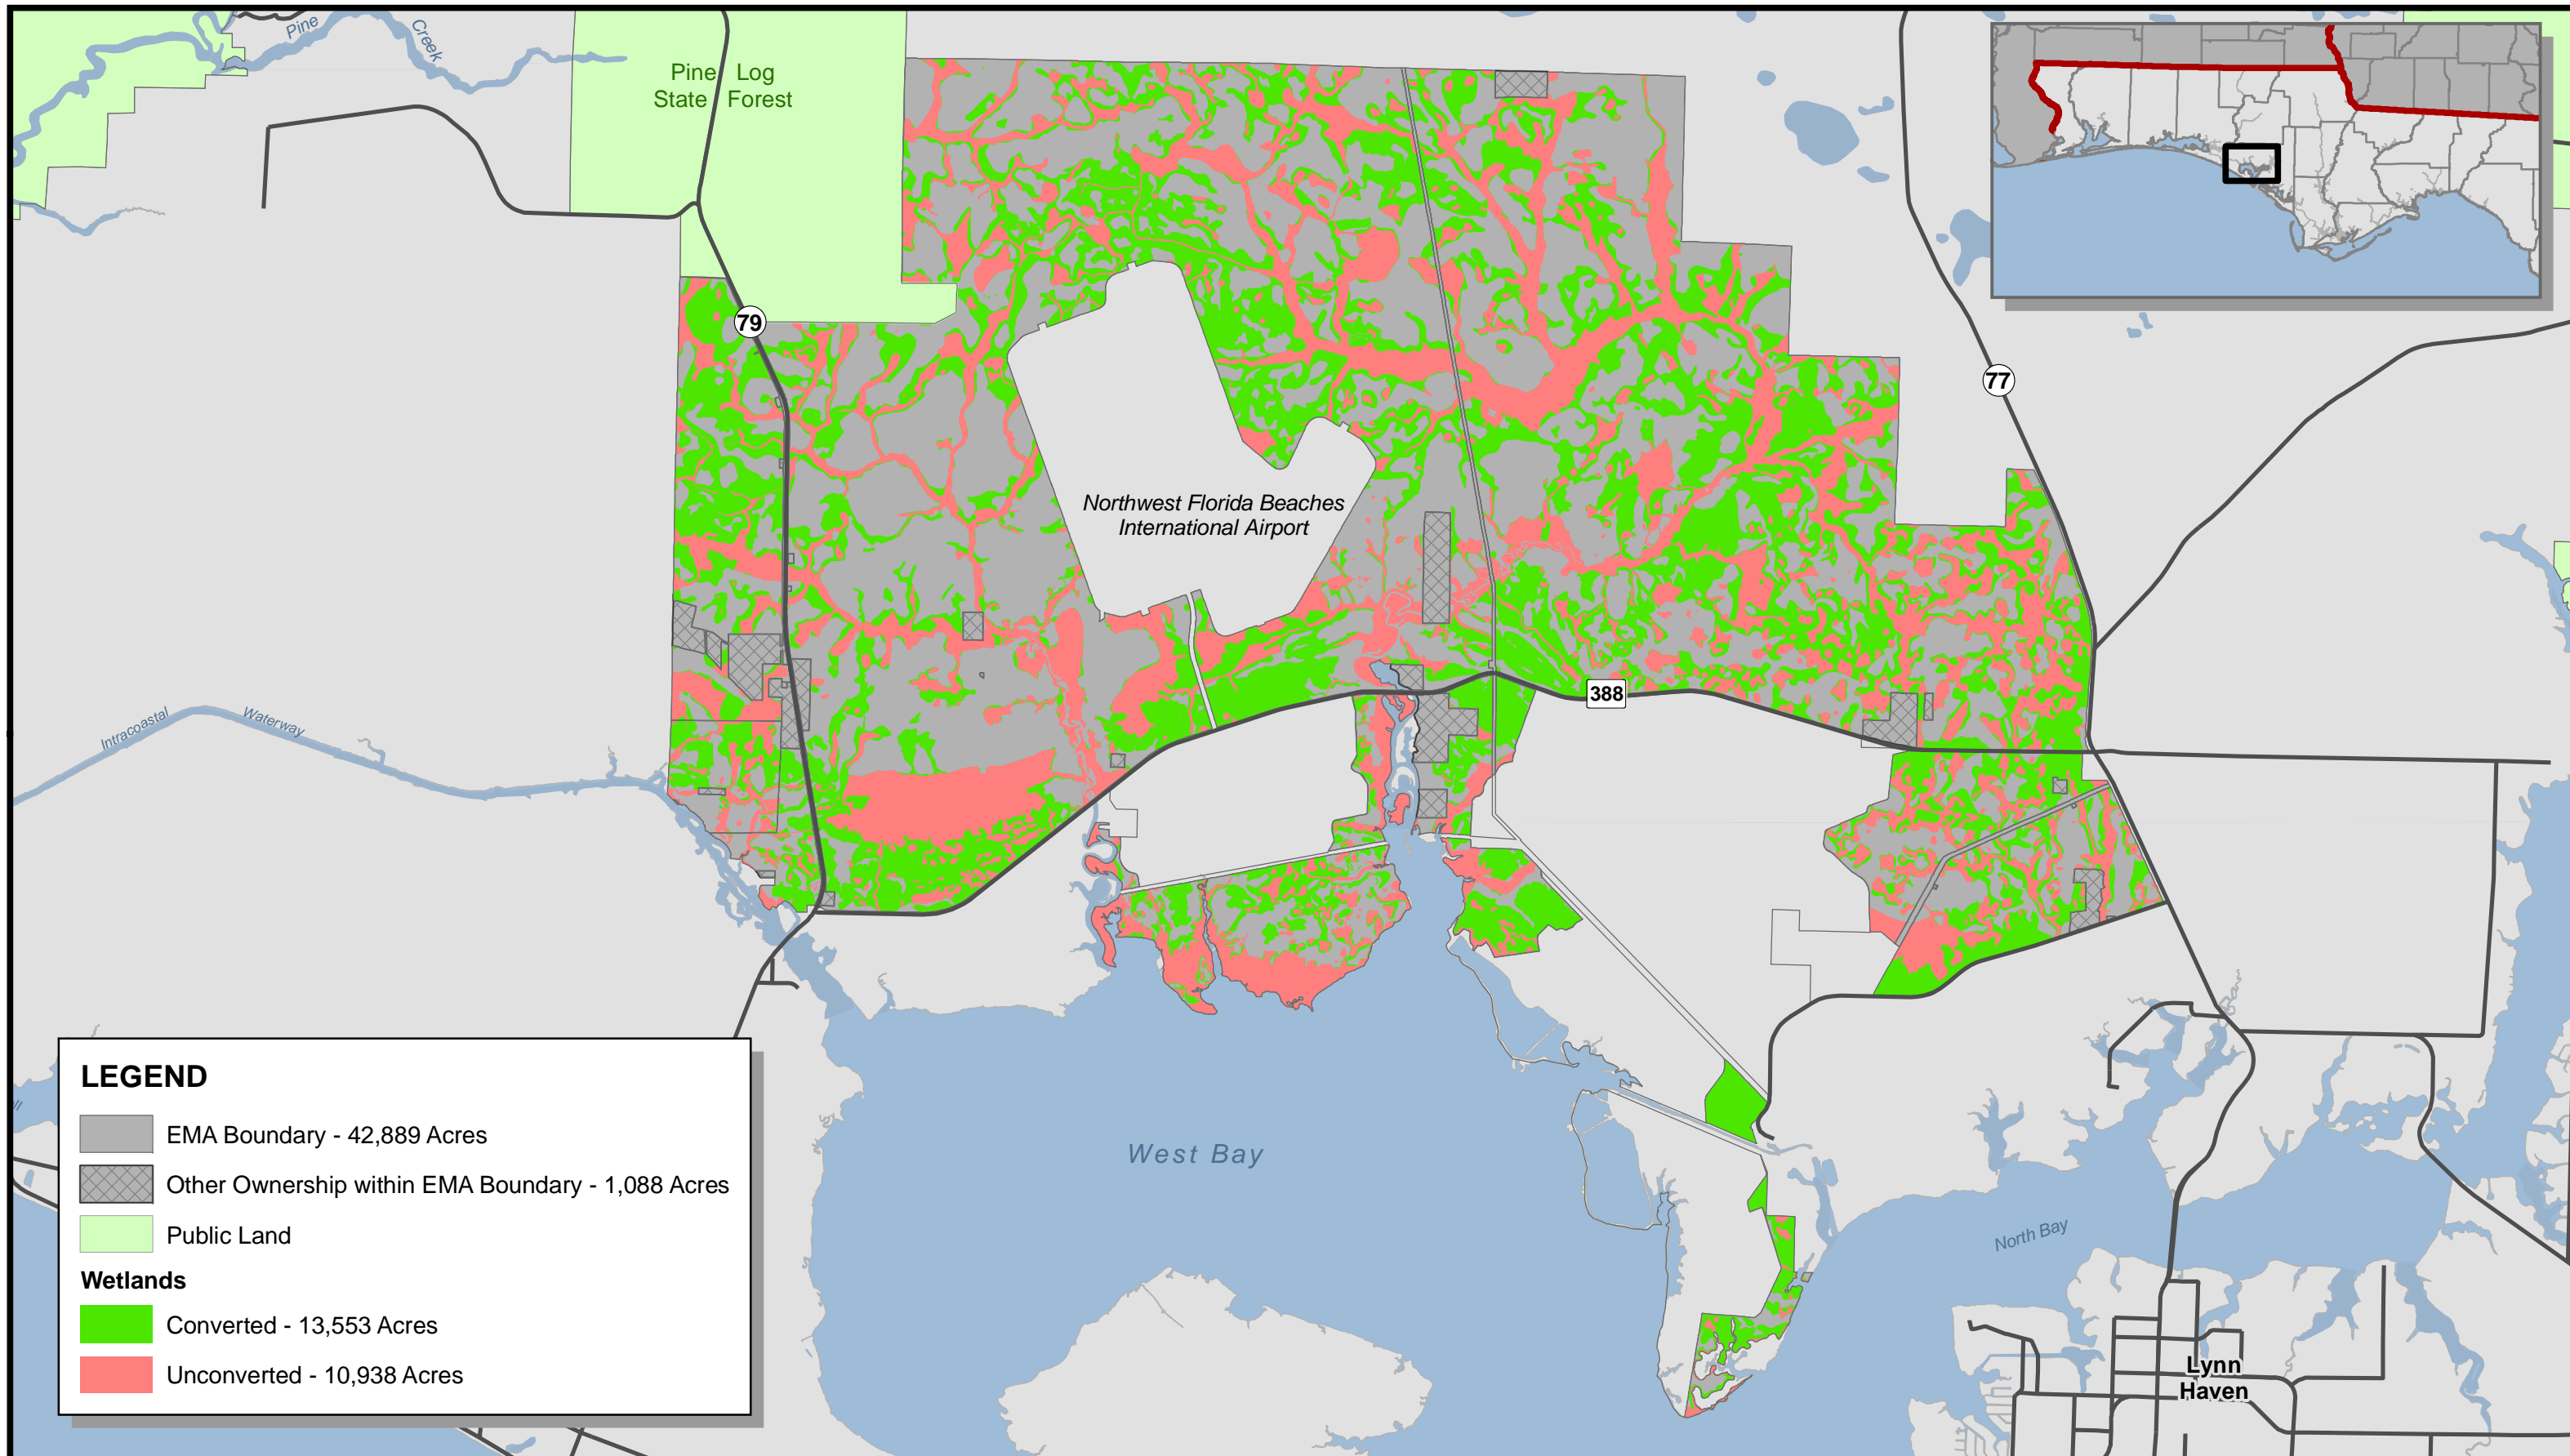 Pine
Creek
Pine Log
State Forest
79
77
Northwest Florida Beaches
International Airport
388
Intracoastal
Waterway
West Bay
North Bay
Lynn
Haven
LEGEND
EMA Boundary - 42,889 Acres
Other Ownership within EMA Boundary - 1,088 Acres
Public Land
Wetlands
Converted - 13,553 Acres
Unconverted - 10,938 Acres